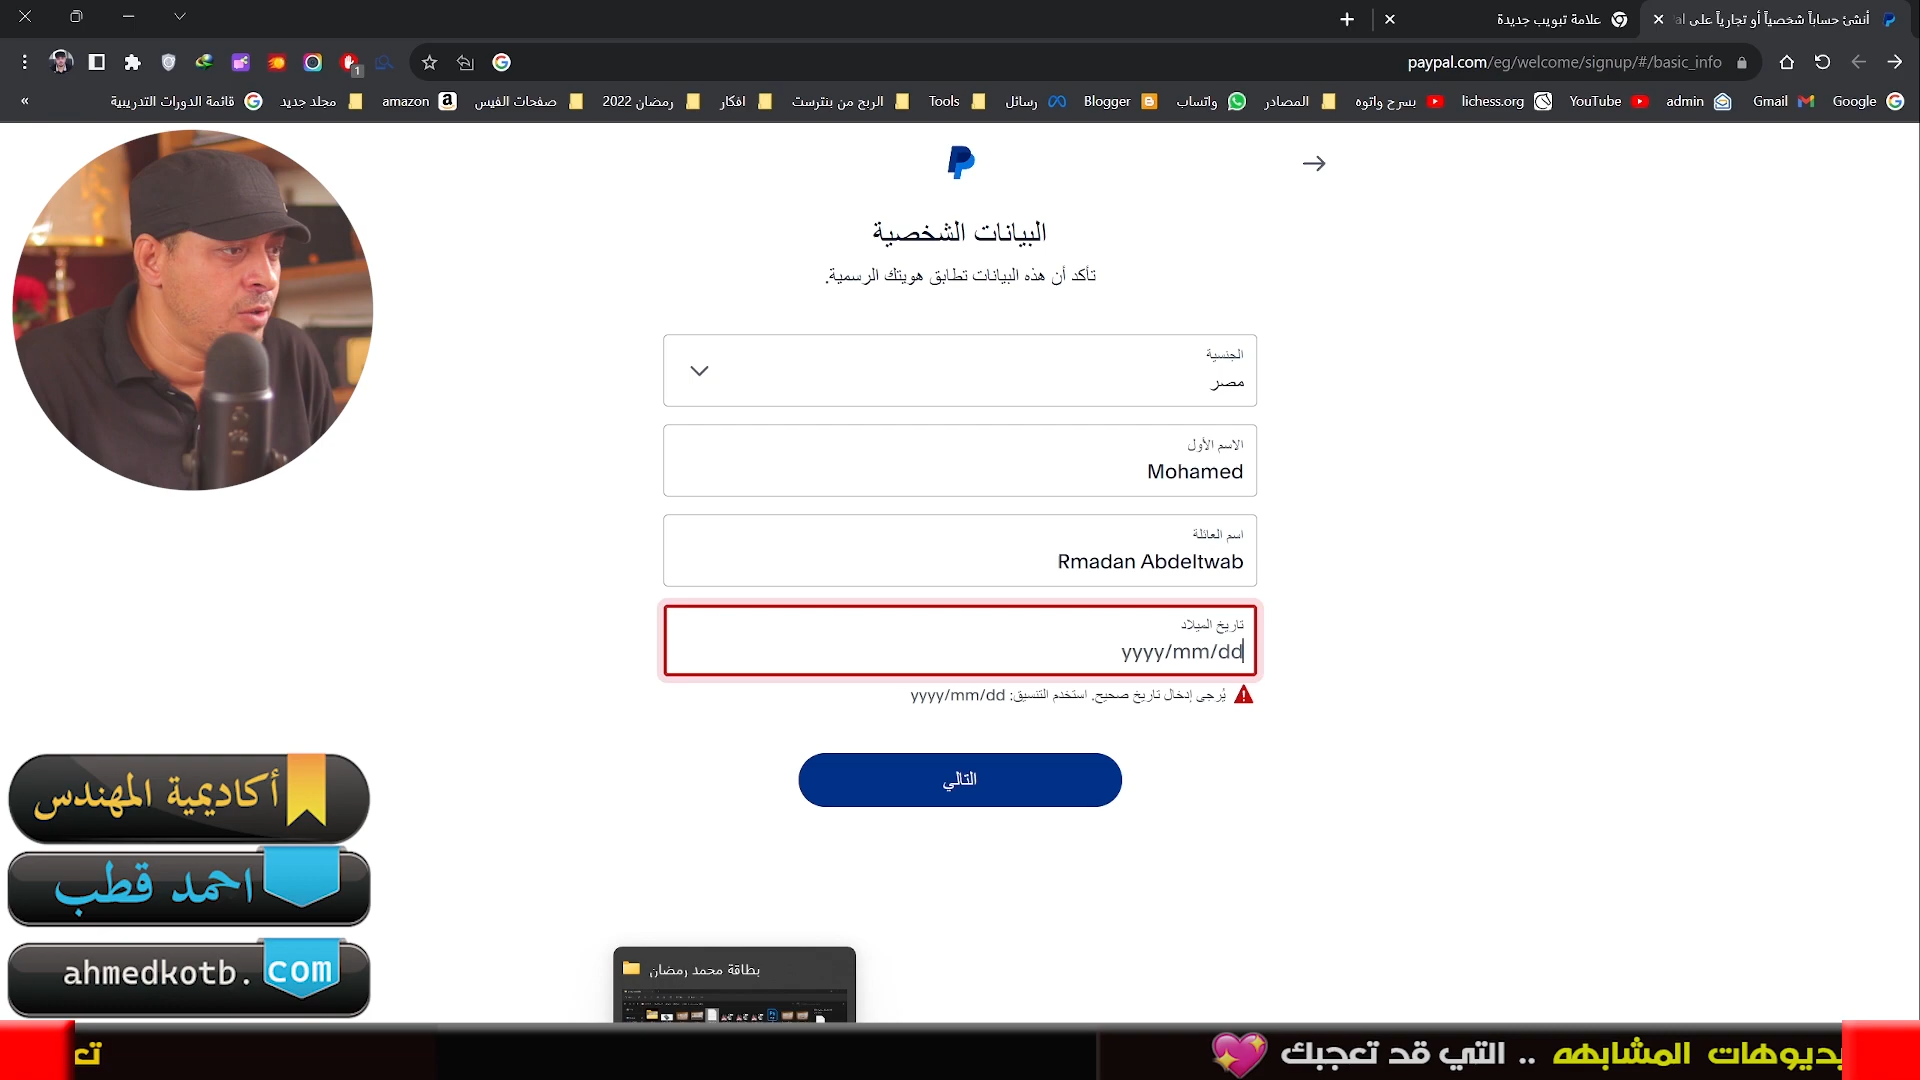 أنشئ حساباً شخصياً أو تجارياً على
علامة تبويب جديدة
paypal.com/eg/welcome/signup/#/basic_info
1
Google
Gmail
admin
YouTube
lichess.org
بسرح واتوه
المصادر
واتساب
Blogger
رسائل
Tools
الربح من بنترست
افكار
رمضان 2022
صفحات الفيس
amazon
مجلد جديد
قائمة الدورات التدريبية
«
البيانات الشخصية
تأكد أن هذه البيانات تطابق هويتك الرسمية.
الجنسية
مصر
الاسم الأول
Mohamed
اسم العائلة
Rmadan Abdeltwab
تاريخ الميلاد
yyyy/mm/dd
يُرجى إدخال تاريخ صحيح. استخدم التنسيق: yyyy/mm/dd
التالي
أكاديمية المهندس
احمد قطب
ahmedkotb.com
بطاقة محمد رمضان
يديوهات المشابهه .. التي قد تعجبك